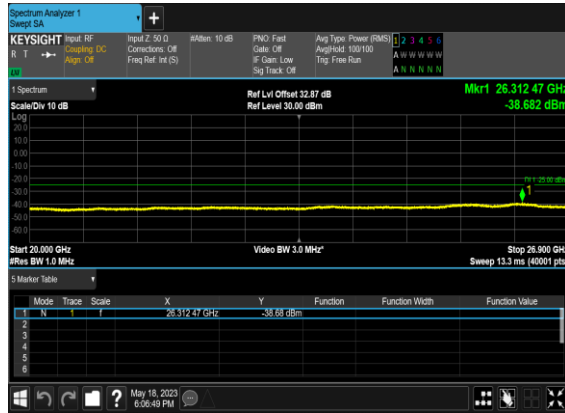 Spectrum Analyzer 1
Swept SA
+
KEYSIGHT Input: RF Input Z: 50 Ω #Atten: 10 dB PNO: Fast Avg Type: Power (RMS) 1 2 3 4 5 6
R T Coupling: DC Corrections: Off Gate: Off Avg|Hold: 100/100 A W W W W W
Align: Off Freq Ref: Int (S) IF Gain: Low Trig: Free Run
Sig Track: Off A N N N N N
1 Spectrum Ref Lvl Offset 32.87 dB Mkr1 26.312 47 GHz
Scale/Div 10 dB Ref Level 30.00 dBm -38.682 dBm
Log
20.0
10.0
0.00
-10.0
-20.0
-25.00 dBm
1
-30.0
-40.0
-50.0
-60.0
Start 20.000 GHz Video BW 3.0 MHz* Stop 26.900 GHz
#Res BW 1.0 MHz Sweep 13.3 ms (40001 pts)
5 Marker Table
Mode Trace Scale X Y Function Function Width Function Value
1 N 1 f 26.312 47 GHz -38.68 dBm
2
3
4
5
6
? May 18, 2023
6:06:49 PM